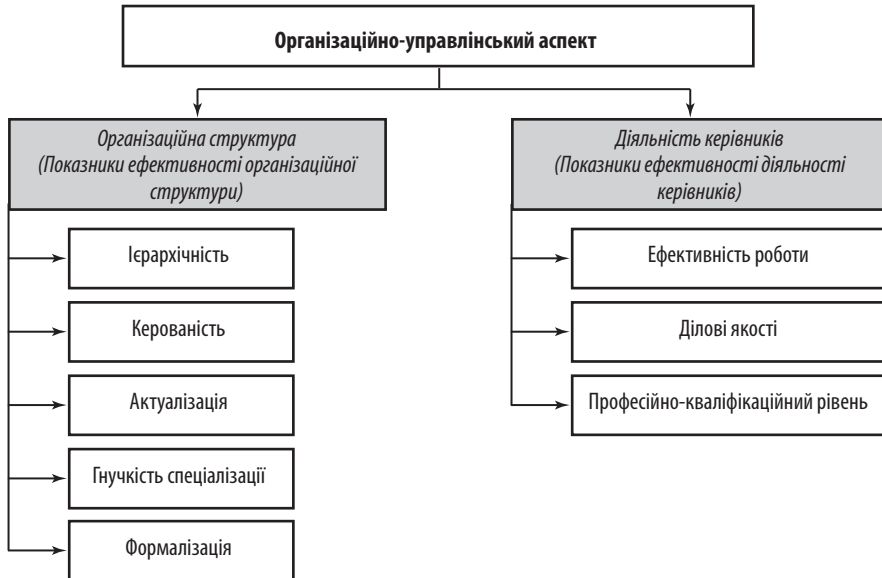 Організаційно-управлінський аспект
Організаційна структура
(Показники ефективності організаційної
структури)
Ієрархічність
Керованість
Актуалізація
Гнучкість спеціалізації
Формалізація
Діяльність керівників
(Показники ефективності діяльності
керівників)
Ефективність роботи
Ділові якості
Професійно-кваліфікаційний рівень